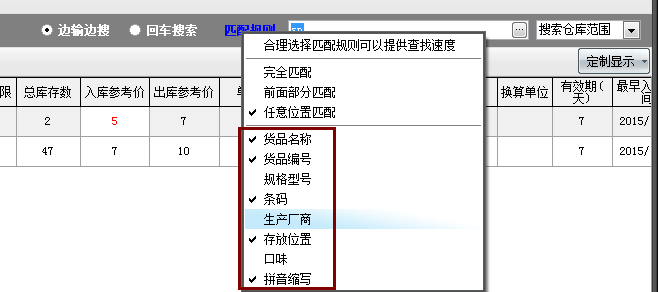 边输边搜 回车搜索 匹配规则 搜索仓库范围
合理选择匹配规则可以提供查找速度
定制显示
完全匹配
前面部分匹配
任意位置匹配
限 总库存数 入库参考价 出库参考价 换算单位 有效期(天) 最早入
2 5 7 7 2015/
47 7 10 7 2015/
货品名称
货品编号
规格型号
条码
生产厂商
存放位置
口味
拼音缩写